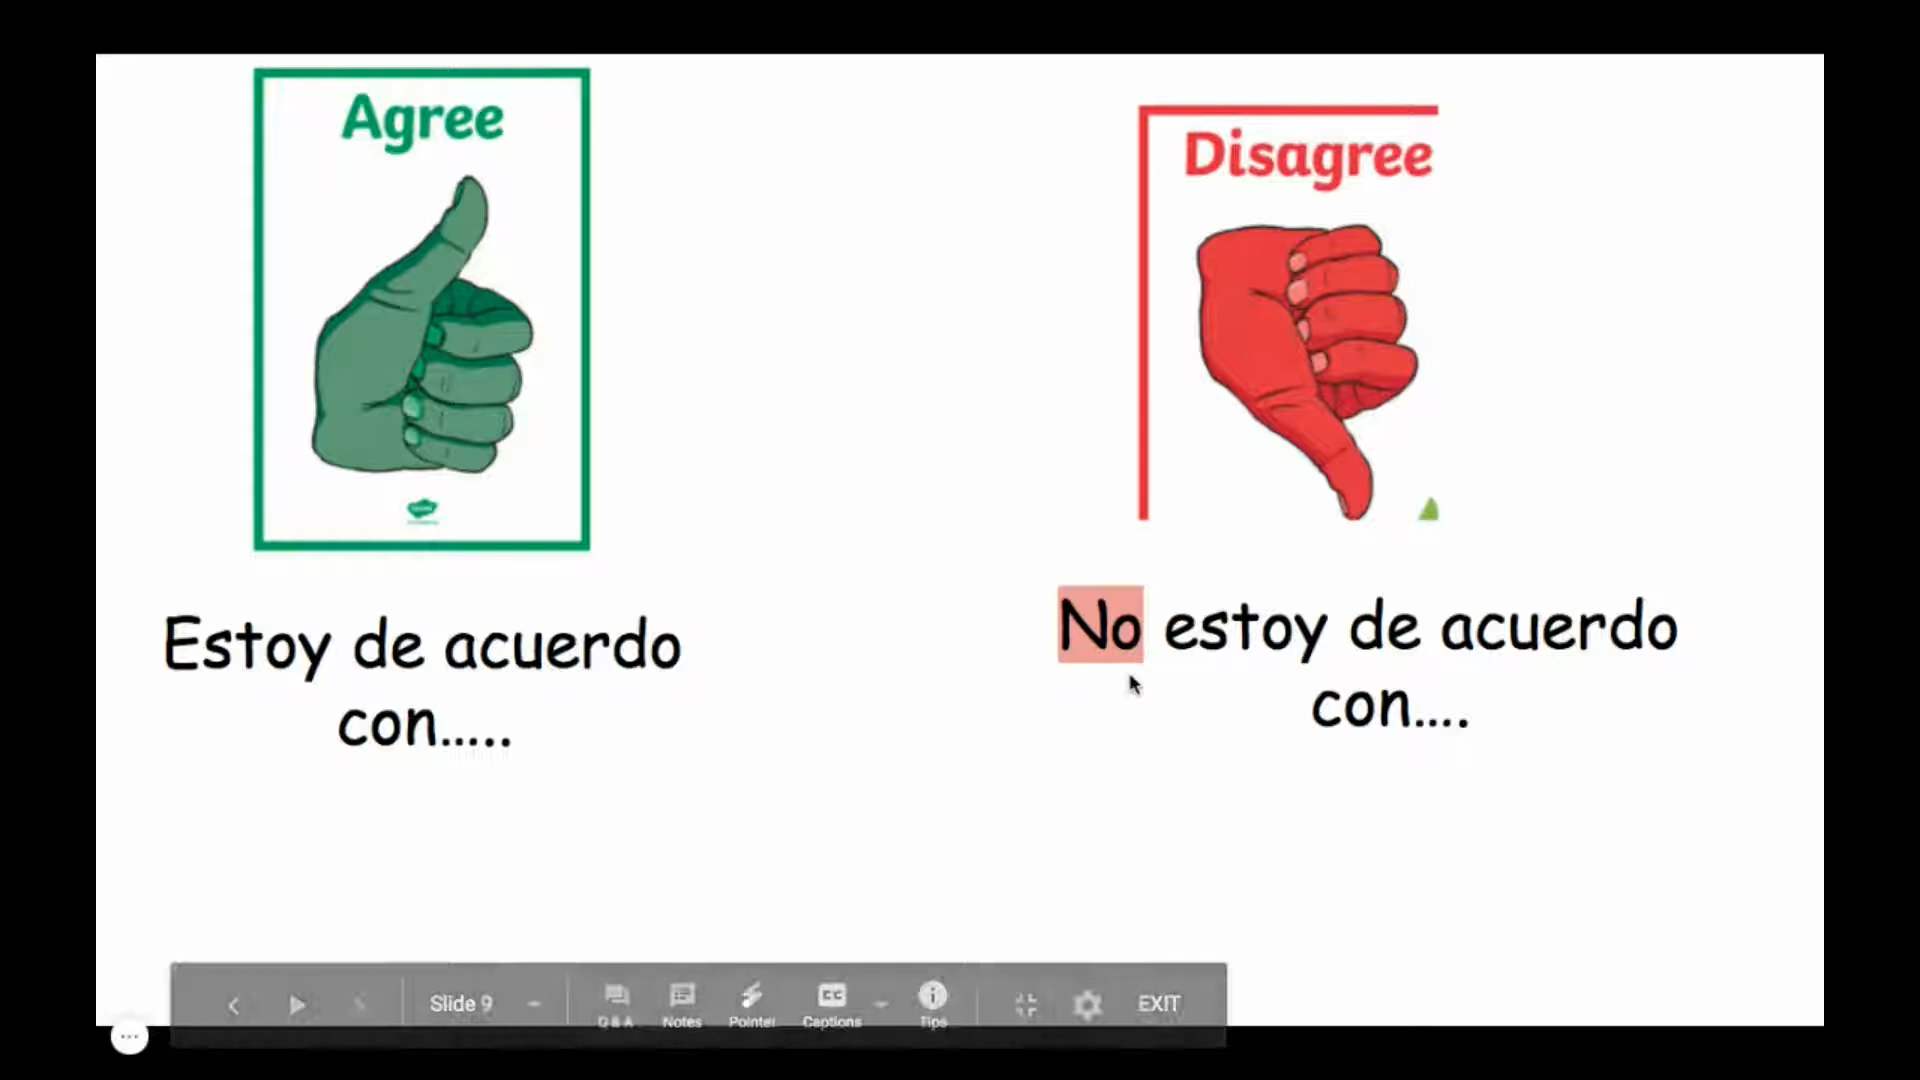 Agree
Estoy de acuerdo
con.....
Disagree
No estoy de acuerdo
con....
Slide 9
Q & A
Notes
Pointer
Captions
Tips
EXIT